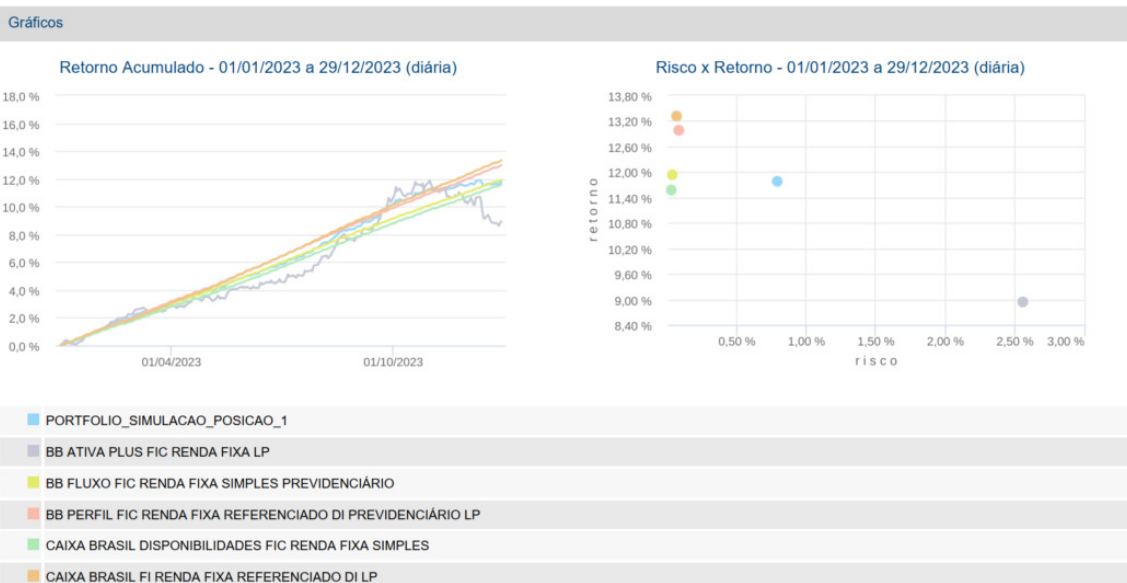 Gráficos
Retorno Acumulado - 01/01/2023 a 29/12/2023 (diária)
18,0 %
16,0 %
14,0 %
12,0 %
10,0 %
8,0 %
6,0 %
4,0 %
2,0 %
0,0 %
01/04/2023 01/10/2023
Risco x Retorno - 01/01/2023 a 29/12/2023 (diária)
retorno
13,80 %
13,20 %
12,60 %
12,00 %
11,40 %
10,80 %
10,20 %
9,60 %
9,00 %
8,40 %
0,50 % 1,00 % 1,50 % 2,00 % 2,50 % 3,00 %
risco
PORTFOLIO_SIMULACAO_POSICAO_1
BB ATIVA PLUS FIC RENDA FIXA LP
BB FLUXO FIC RENDA FIXA SIMPLES PREVIDENCIÁRIO
BB PERFIL FIC RENDA FIXA REFERENCIADO DI PREVIDENCIÁRIO LP
CAIXA BRASIL DISPONIBILIDADES FIC RENDA FIXA SIMPLES
CAIXA BRASIL FI RENDA FIXA REFERENCIADO DI LP